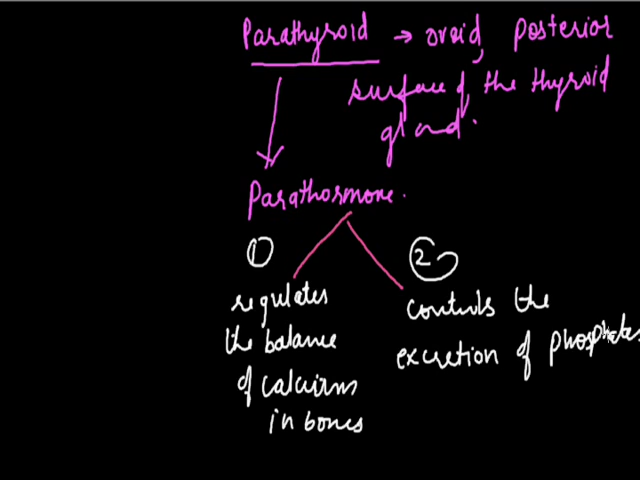 Parathyroid → ovoid, posterior
surface of the thyroid
gland.
Parathormone.
1
regulates
the balance
of calcium
in bones
2
controls the
excretion of phosphates